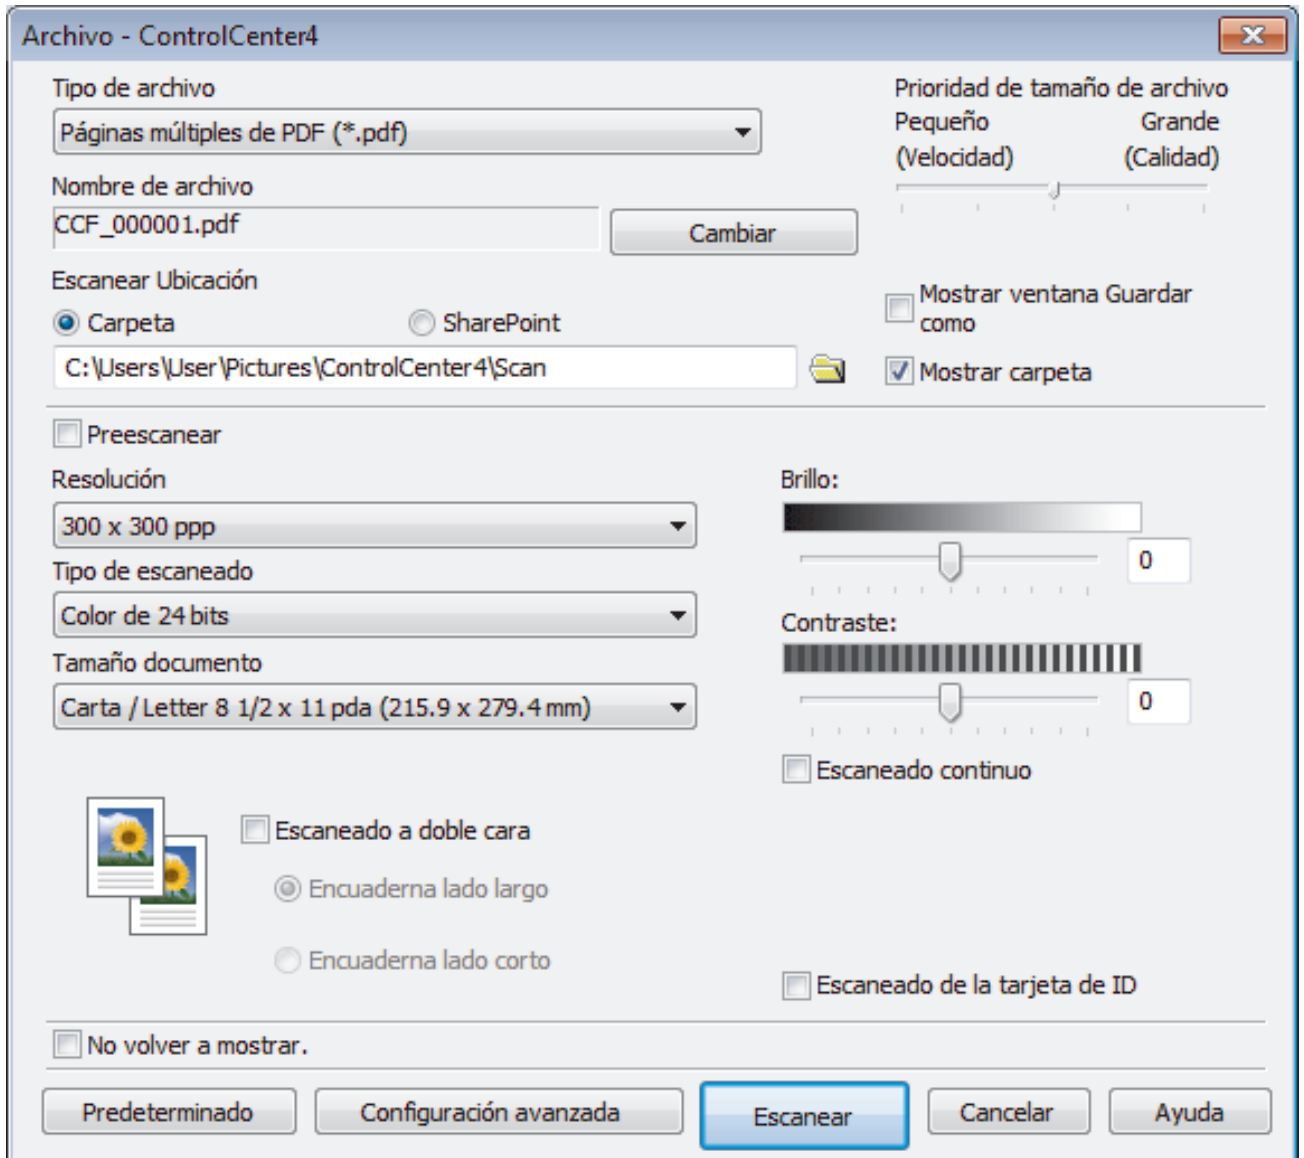 Archivo - ControlCenter4
Tipo de archivo
Páginas múltiples de PDF (*.pdf)
Prioridad de tamaño de archivo
Pequeño Grande
(Velocidad) (Calidad)
Nombre de archivo
CCF_000001.pdf
Cambiar
Escanear Ubicación
Carpeta SharePoint
C:\Users\User\Pictures\ControlCenter4\Scan
Mostrar ventana Guardar
como
Mostrar carpeta
Preescanear
Resolución
300 x 300 ppp
Tipo de escaneado
Color de 24 bits
Tamaño documento
Carta / Letter 8 1/2 x 11 pda (215.9 x 279.4 mm)
Brillo:
0
Contraste:
0
Escaneado continuo
Escaneado a doble cara
Encuaderna lado largo
Encuaderna lado corto
Escaneado de la tarjeta de ID
No volver a mostrar.
Predeterminado Configuración avanzada Escanear Cancelar Ayuda